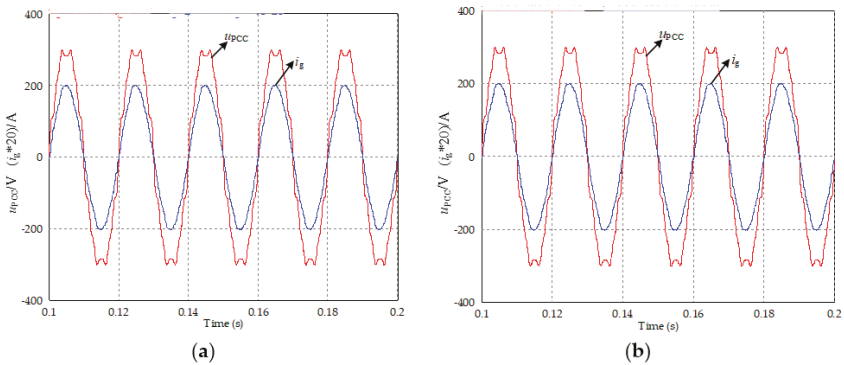 400
200
0
-200
-400
u_PCC/V (i_g*20)/A
u_PCC
i_g
0.1 0.12 0.14 0.16 0.18 0.2
Time (s)
(a)
400
200
0
-200
-400
u_PCC/V (i_g*20)/A
u_PCC
i_g
0.1 0.12 0.14 0.16 0.18 0.2
Time (s)
(b)